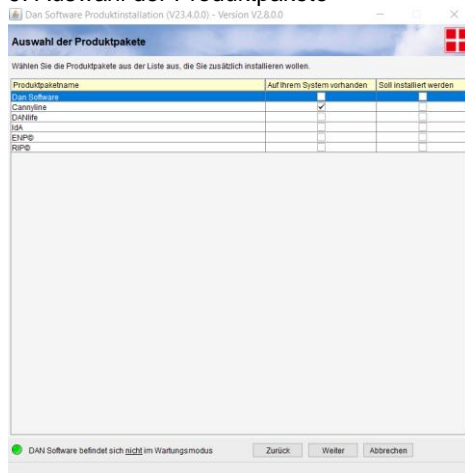 Dan Software Produktinstallation (V23.4.0.0) - Version V2.8.0.0
Auswahl der Produktpakete
Wählen Sie die Produktpakete aus der Liste aus, die Sie zusätzlich installieren wollen.
Produktpaketname Auf Ihrem System vorhanden Soll installiert werden
Dan Software
Cannyline
DANlife
IdA
ENP©
RIP©
DAN Software befindet sich nicht im Wartungsmodus Zurück Weiter Abbrechen